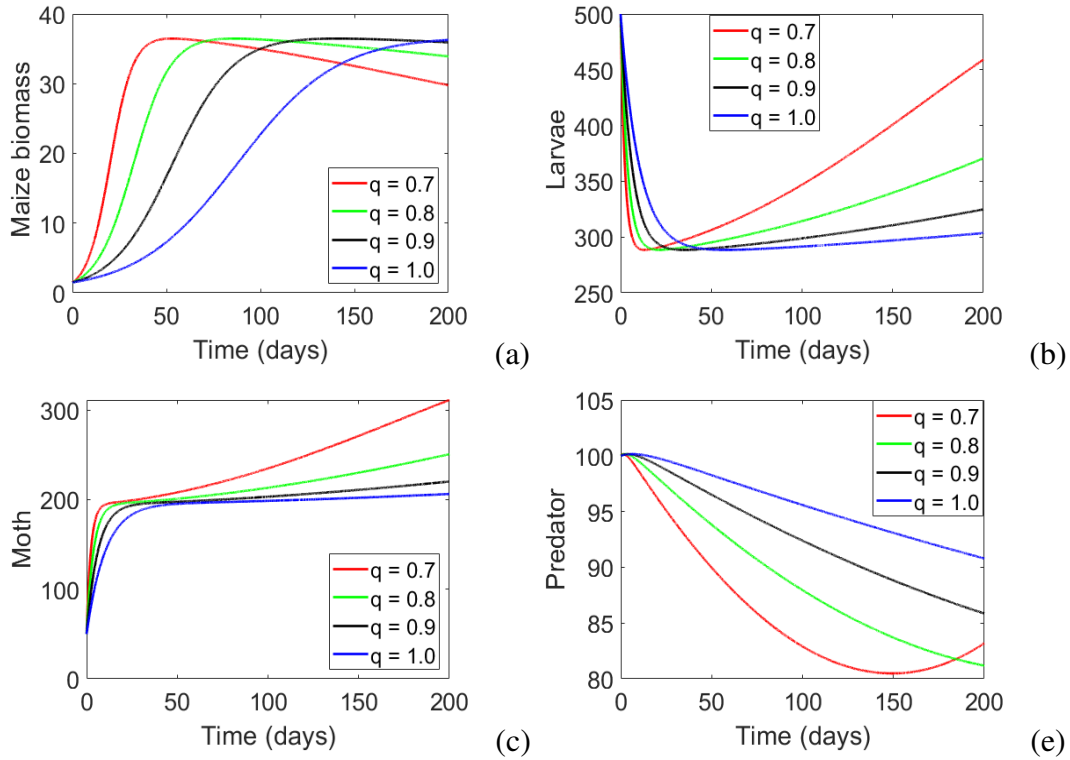 40
30
20
10
0
Maize biomass
0 50 100 150 200
Time (days)
q = 0.7
q = 0.8
q = 0.9
q = 1.0
(a)
500
450
400
350
300
250
Larvae
0 50 100 150 200
Time (days)
q = 0.7
q = 0.8
q = 0.9
q = 1.0
(b)
300
200
100
0
Moth
0 50 100 150 200
Time (days)
q = 0.7
q = 0.8
q = 0.9
q = 1.0
(c)
105
100
95
90
85
80
Predator
0 50 100 150 200
Time (days)
q = 0.7
q = 0.8
q = 0.9
q = 1.0
(e)